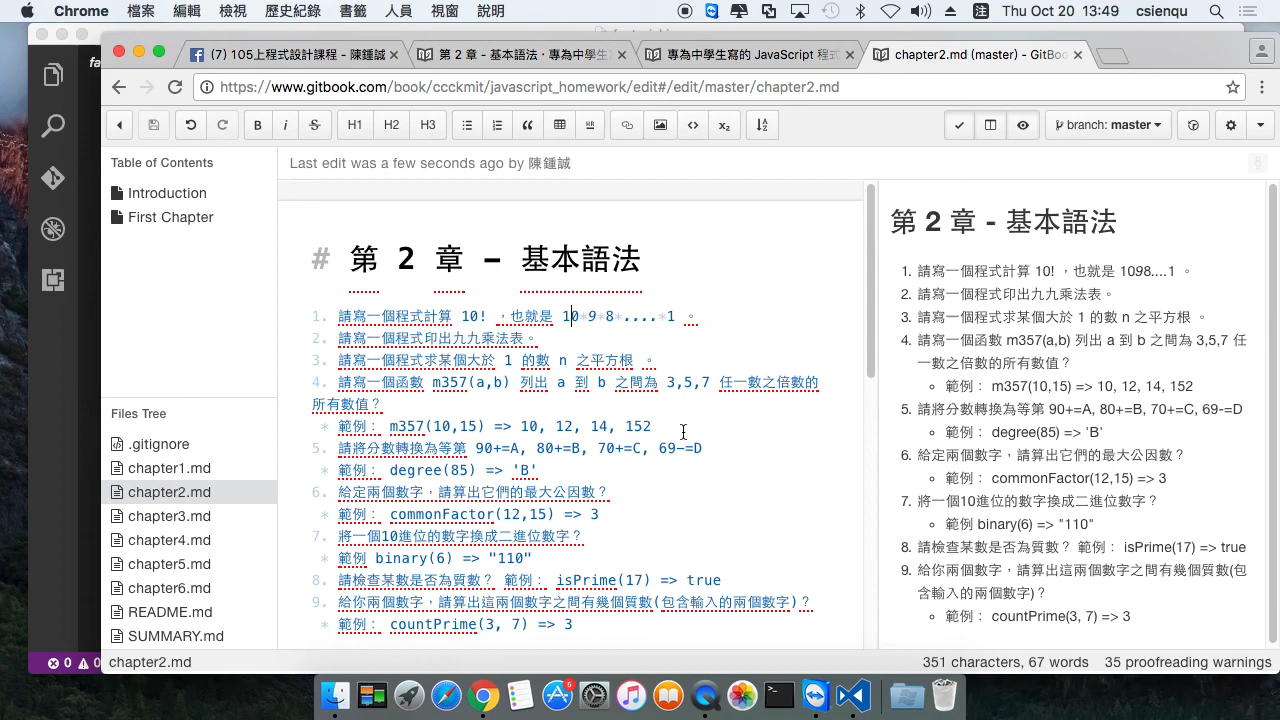 Chrome 檔案 編輯 檢視 歷史紀錄 書籤 人員 視窗 說明 注 Thu Oct 20 13:49 csienqu
(7) 105上程式設計課程 - 陳鍾誠 第 2 章 - 基本語法 · 專為中學生 專為中學生寫的 JavaScript 程式 chapter2.md (master) - GitBoo
https://www.gitbook.com/book/ccckmit/javascript_homework/edit#/edit/master/chapter2.md
B i S H1 H2 H3 branch: master
Table of Contents
Introduction
First Chapter
Files Tree
.gitignore
chapter1.md
chapter2.md
chapter3.md
chapter4.md
chapter5.md
chapter6.md
README.md
SUMMARY.md
Last edit was a few seconds ago by 陳鍾誠
# 第 2 章 - 基本語法
1. 請寫一個程式計算 10! ，也就是 10*9*8*....*1 。
2. 請寫一個程式印出九九乘法表。
3. 請寫一個程式求某個大於 1 的數 n 之平方根 。
4. 請寫一個函數 m357(a,b) 列出 a 到 b 之間為 3,5,7 任一數之倍數的
所有數值？
* 範例： m357(10,15) => 10, 12, 14, 152
5. 請將分數轉換為等第 90+=A, 80+=B, 70+=C, 69-=D
* 範例： degree(85) => 'B'
6. 給定兩個數字，請算出它們的最大公因數？
* 範例： commonFactor(12,15) => 3
7. 將一個10進位的數字換成二進位數字？
* 範例 binary(6) => "110"
8. 請檢查某數是否為質數？ 範例： isPrime(17) => true
9. 給你兩個數字，請算出這兩個數字之間有幾個質數(包含輸入的兩個數字)？
* 範例： countPrime(3, 7) => 3
第 2 章 - 基本語法
1. 請寫一個程式計算 10! ，也就是 1098....1 。
2. 請寫一個程式印出九九乘法表。
3. 請寫一個程式求某個大於 1 的數 n 之平方根 。
4. 請寫一個函數 m357(a,b) 列出 a 到 b 之間為 3,5,7 任
一數之倍數的所有數值？
範例： m357(10,15) => 10, 12, 14, 152
5. 請將分數轉換為等第 90+=A, 80+=B, 70+=C, 69-=D
範例： degree(85) => 'B'
6. 給定兩個數字，請算出它們的最大公因數？
範例： commonFactor(12,15) => 3
7. 將一個10進位的數字換成二進位數字？
範例 binary(6) => "110"
8. 請檢查某數是否為質數？ 範例： isPrime(17) => true
9. 給你兩個數字，請算出這兩個數字之間有幾個質數(包
含輸入的兩個數字)？
範例： countPrime(3, 7) => 3
0 0
chapter2.md 351 characters, 67 words 35 proofreading warnings
6